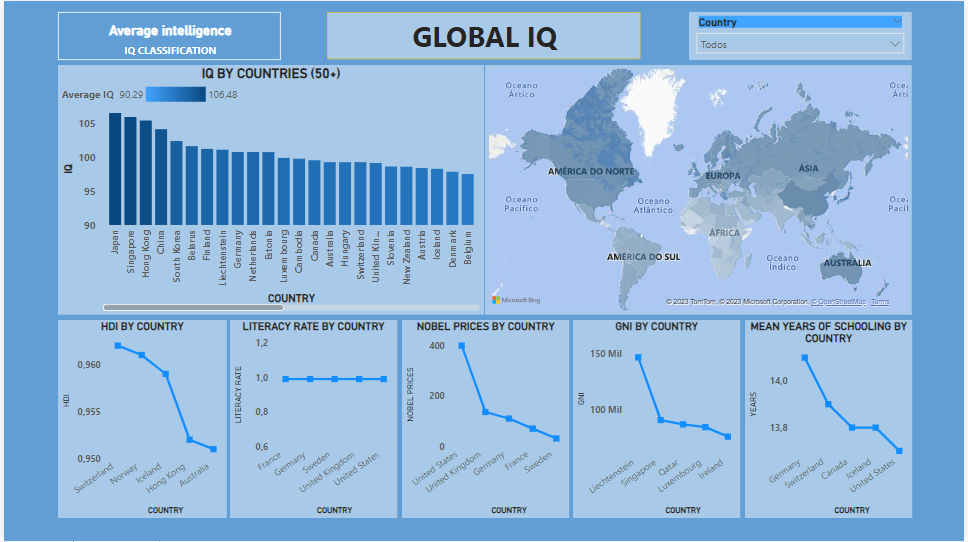 Average intelligence
IQ CLASSIFICATION
GLOBAL IQ
Country
Todos
IQ BY COUNTRIES (50+)
Average IQ 90,29 106,48
105
100
95
90
IQ
Japan
Singapore
Hong Kong
China
South Korea
Belarus
Finland
Liechtenstein
Germany
Netherlands
Estonia
Luxembourg
Cambodia
Canada
Australia
Hungary
Switzerland
United Kin...
Slovenia
New Zealand
Austria
Iceland
Denmark
Belgium
COUNTRY
Oceano
Ártico
Oce
Árti
AMÉRICA DO NORTE
EUROPA
ÁSIA
Oceano
Pacífico
Oceano
Atlântico
Oce
Pací
ÁFRICA
AMÉRICA DO SUL
Oceano
Índico
AUSTRÁLIA
Microsoft Bing
© 2023 TomTom, © 2023 Microsoft Corporation, © OpenStreetMap Terms
HDI BY COUNTRY
0,960
0,955
0,950
HDI
Switzerland
Norway
Iceland
Hong Kong
Australia
COUNTRY
LITERACY RATE BY COUNTRY
1,2
1,0
0,8
0,6
LITERACY RATE
France
Germany
Sweden
United Kingdom
United States
COUNTRY
NOBEL PRICES BY COUNTRY
400
200
0
NOBEL PRICES
United States
United Kingdom
Germany
France
Sweden
COUNTRY
GNI BY COUNTRY
150 Mil
100 Mil
GNI
Liechtenstein
Singapore
Qatar
Luxembourg
Ireland
COUNTRY
MEAN YEARS OF SCHOOLING BY
COUNTRY
14,0
13,8
YEARS
Germany
Switzerland
Canada
Iceland
United States
COUNTRY